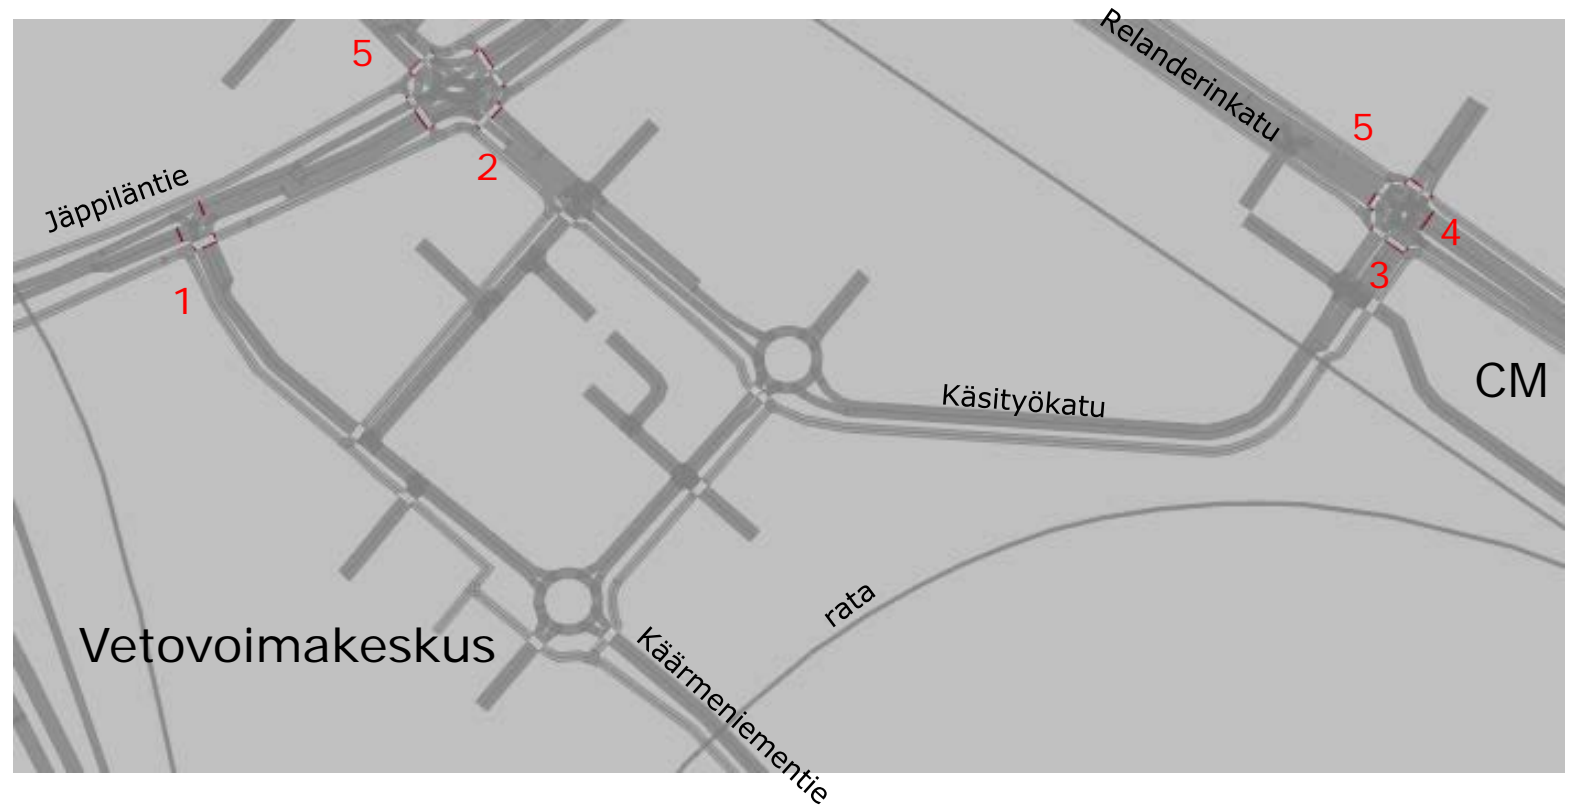 Relanderinkatu
5
5
2
Jäppiläntie
4
3
1
CM
Käsityökatu
rata
Vetovoimakeskus
Käärmeniementie